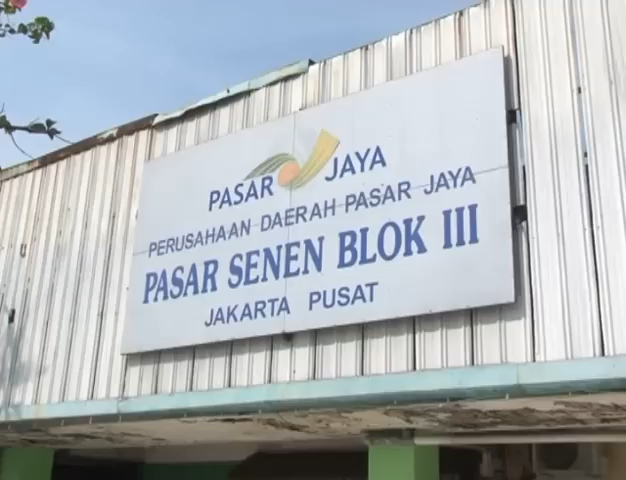 PASAR JAYA
PERUSAHAAN DAERAH PASAR JAYA
PASAR SENEN BLOK III
JAKARTA PUSAT